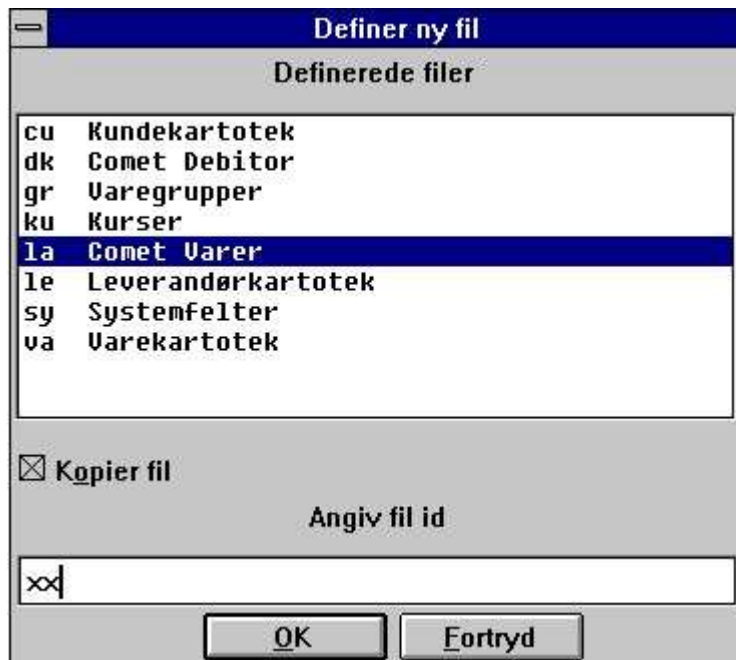 Definer ny fil
Definerede filer
cu Kundekartotek
dk Comet Debitor
gr Varegrupper
ku Kurser
la Comet Varer
le Leverandørkartotek
sy Systemfelter
va Varekartotek
Kopier fil
Angiv fil id
xx
OK Fortryd